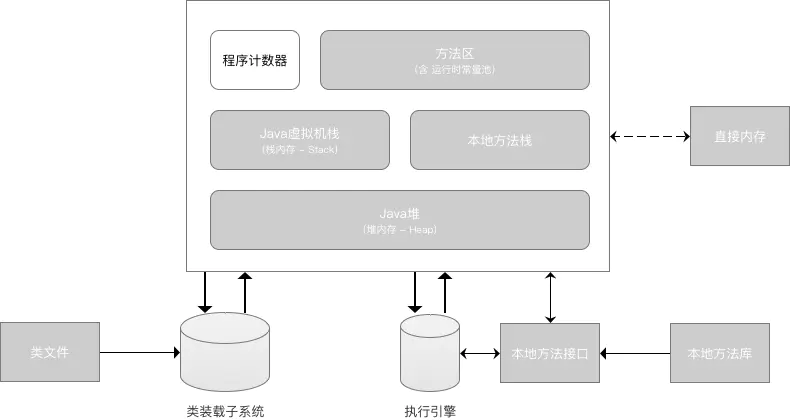 程序计数器
方法区
(含 运行时常量池)
Java虚拟机栈
(栈内存 – Stack)
本地方法栈
直接内存
Java堆
(堆内存 – Heap)
类文件
本地方法接口
本地方法库
类装载子系统
执行引擎